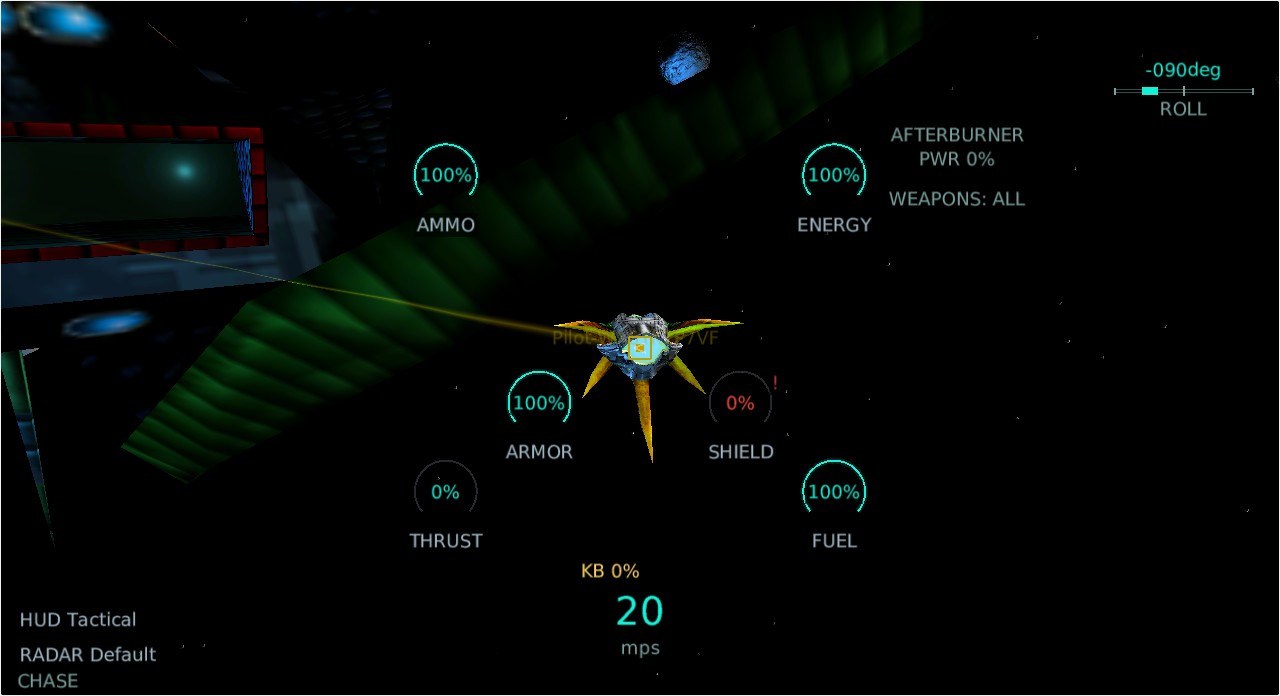 -090deg
ROLL
AFTERBURNER
PWR 0%
WEAPONS: ALL
100%
AMMO
100%
ENERGY
100%
ARMOR
!
0%
SHIELD
0%
THRUST
100%
FUEL
KB 0%
20
mps
HUD Tactical
RADAR Default
CHASE